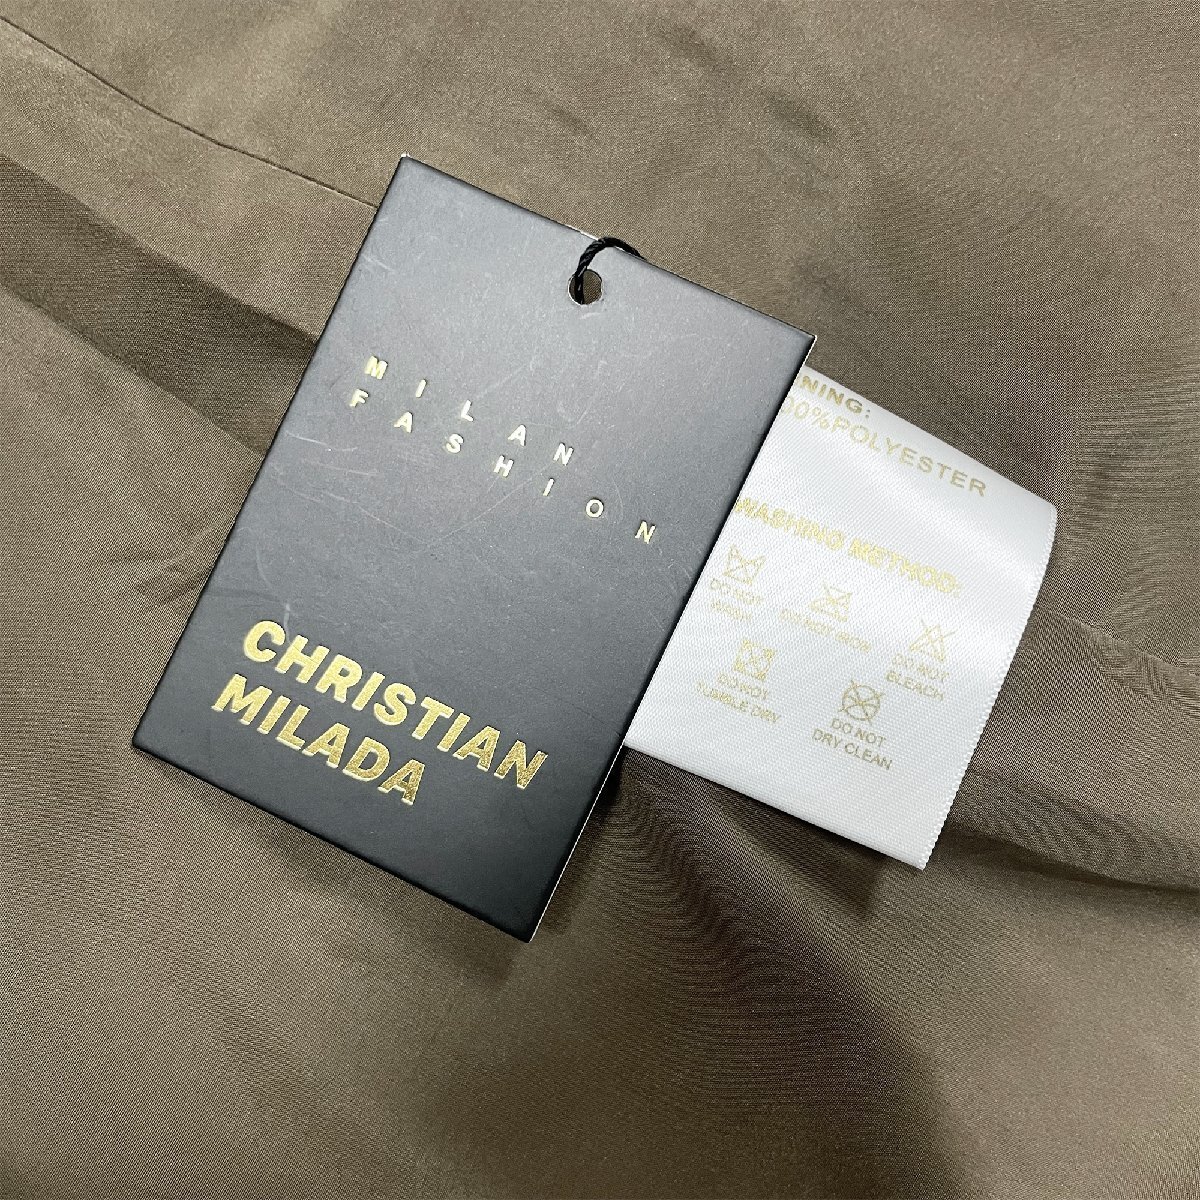 MILAN
FASHION
CHRISTIAN
MILADA
NING:
00%POLYESTER
WASHING METHOD:
DO NOT
WASH
DO NOT IRON
DO NOT
BLEACH
DO NOT
TUMBLE DRY
DO NOT
DRY CLEAN